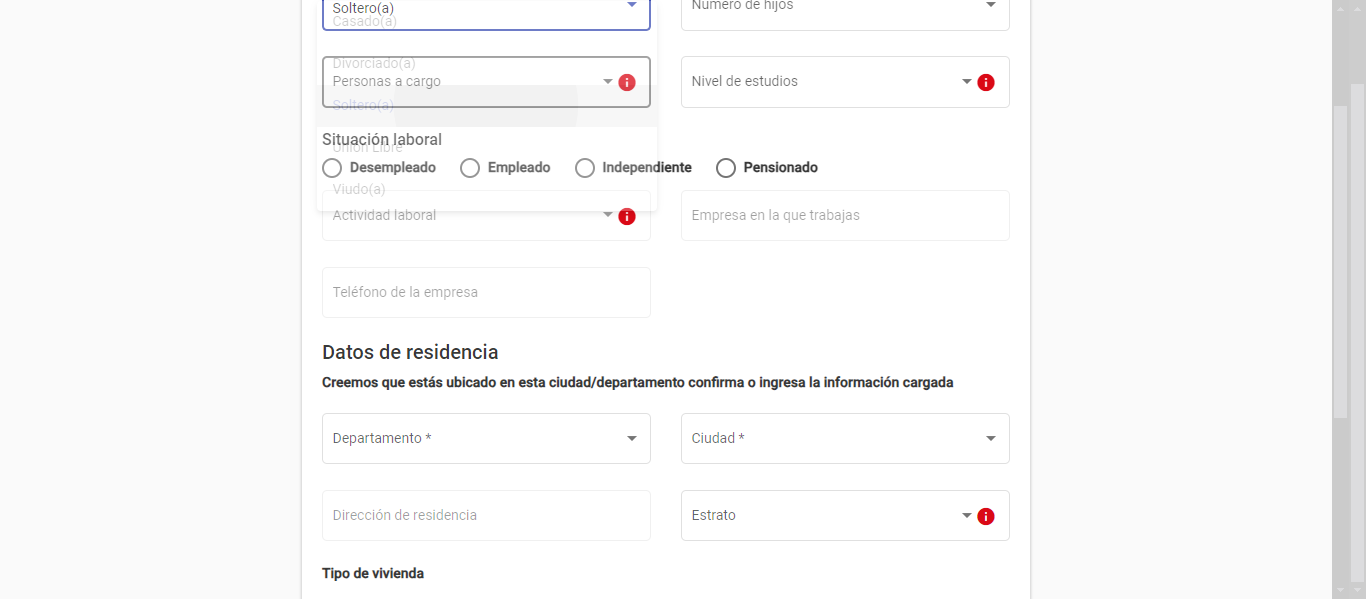 Soltero(a)
Número de hijos
Casado(a)
Divorciado(a)
Personas a cargo
Nivel de estudios
Soltero(a)
Situación laboral
Unión Libre
Desempleado Empleado Independiente Pensionado
Viudo(a)
Actividad laboral
Empresa en la que trabajas
Teléfono de la empresa
Datos de residencia
Creemos que estás ubicado en esta ciudad/departamento confirma o ingresa la información cargada
Departamento *
Ciudad *
Dirección de residencia
Estrato
Tipo de vivienda